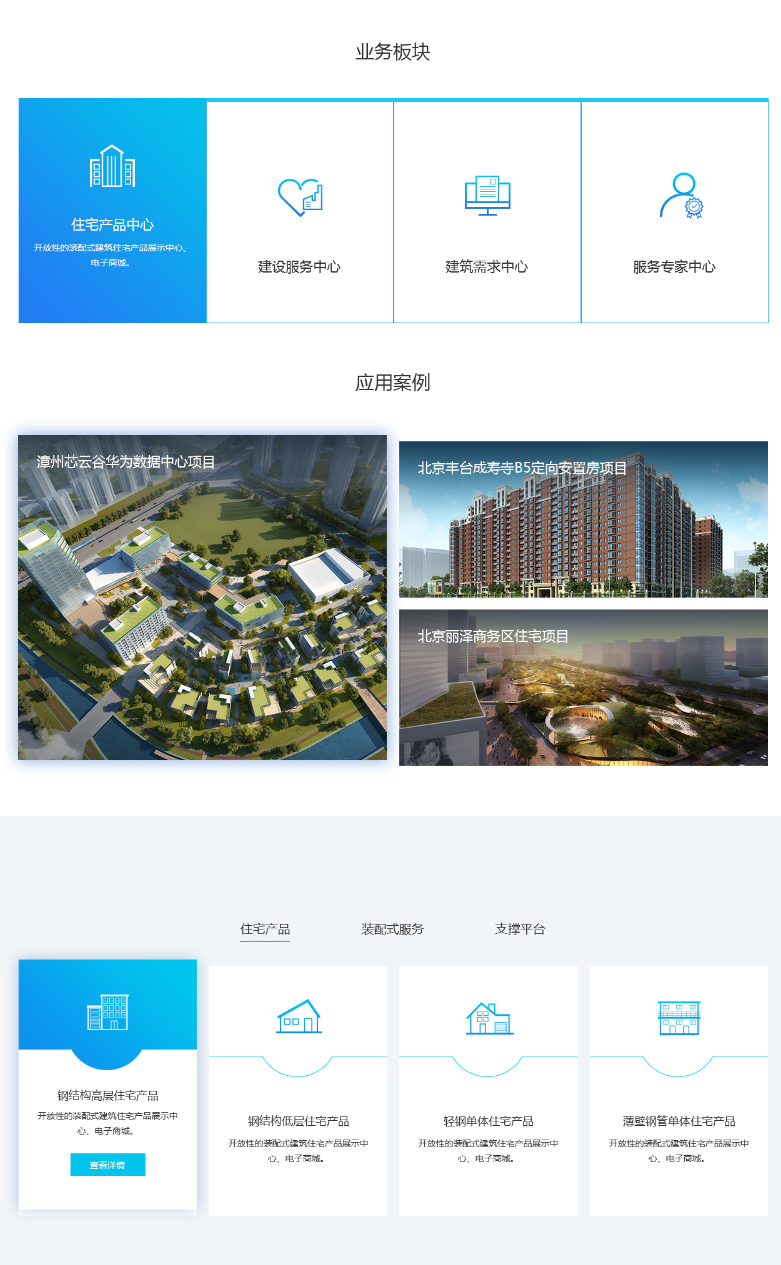 业务板块
住宅产品中心
开放性的装配式建筑住宅产品展示中心、
电子商城。
建设服务中心
建筑需求中心
服务专家中心
应用案例
漳州芯云谷华为数据中心项目
北京丰台成寿寺B5定向安置房项目
北京丽泽商务区住宅项目
住宅产品
装配式服务
支撑平台
钢结构高层住宅产品
开放性的装配式建筑住宅产品展示中
心、电子商城。
查看详情
钢结构低层住宅产品
开放性的装配式建筑住宅产品展示中
心、电子商城。
轻钢单体住宅产品
开放性的装配式建筑住宅产品展示中
心、电子商城。
薄壁钢管单体住宅产品
开放性的装配式建筑住宅产品展示中
心、电子商城。